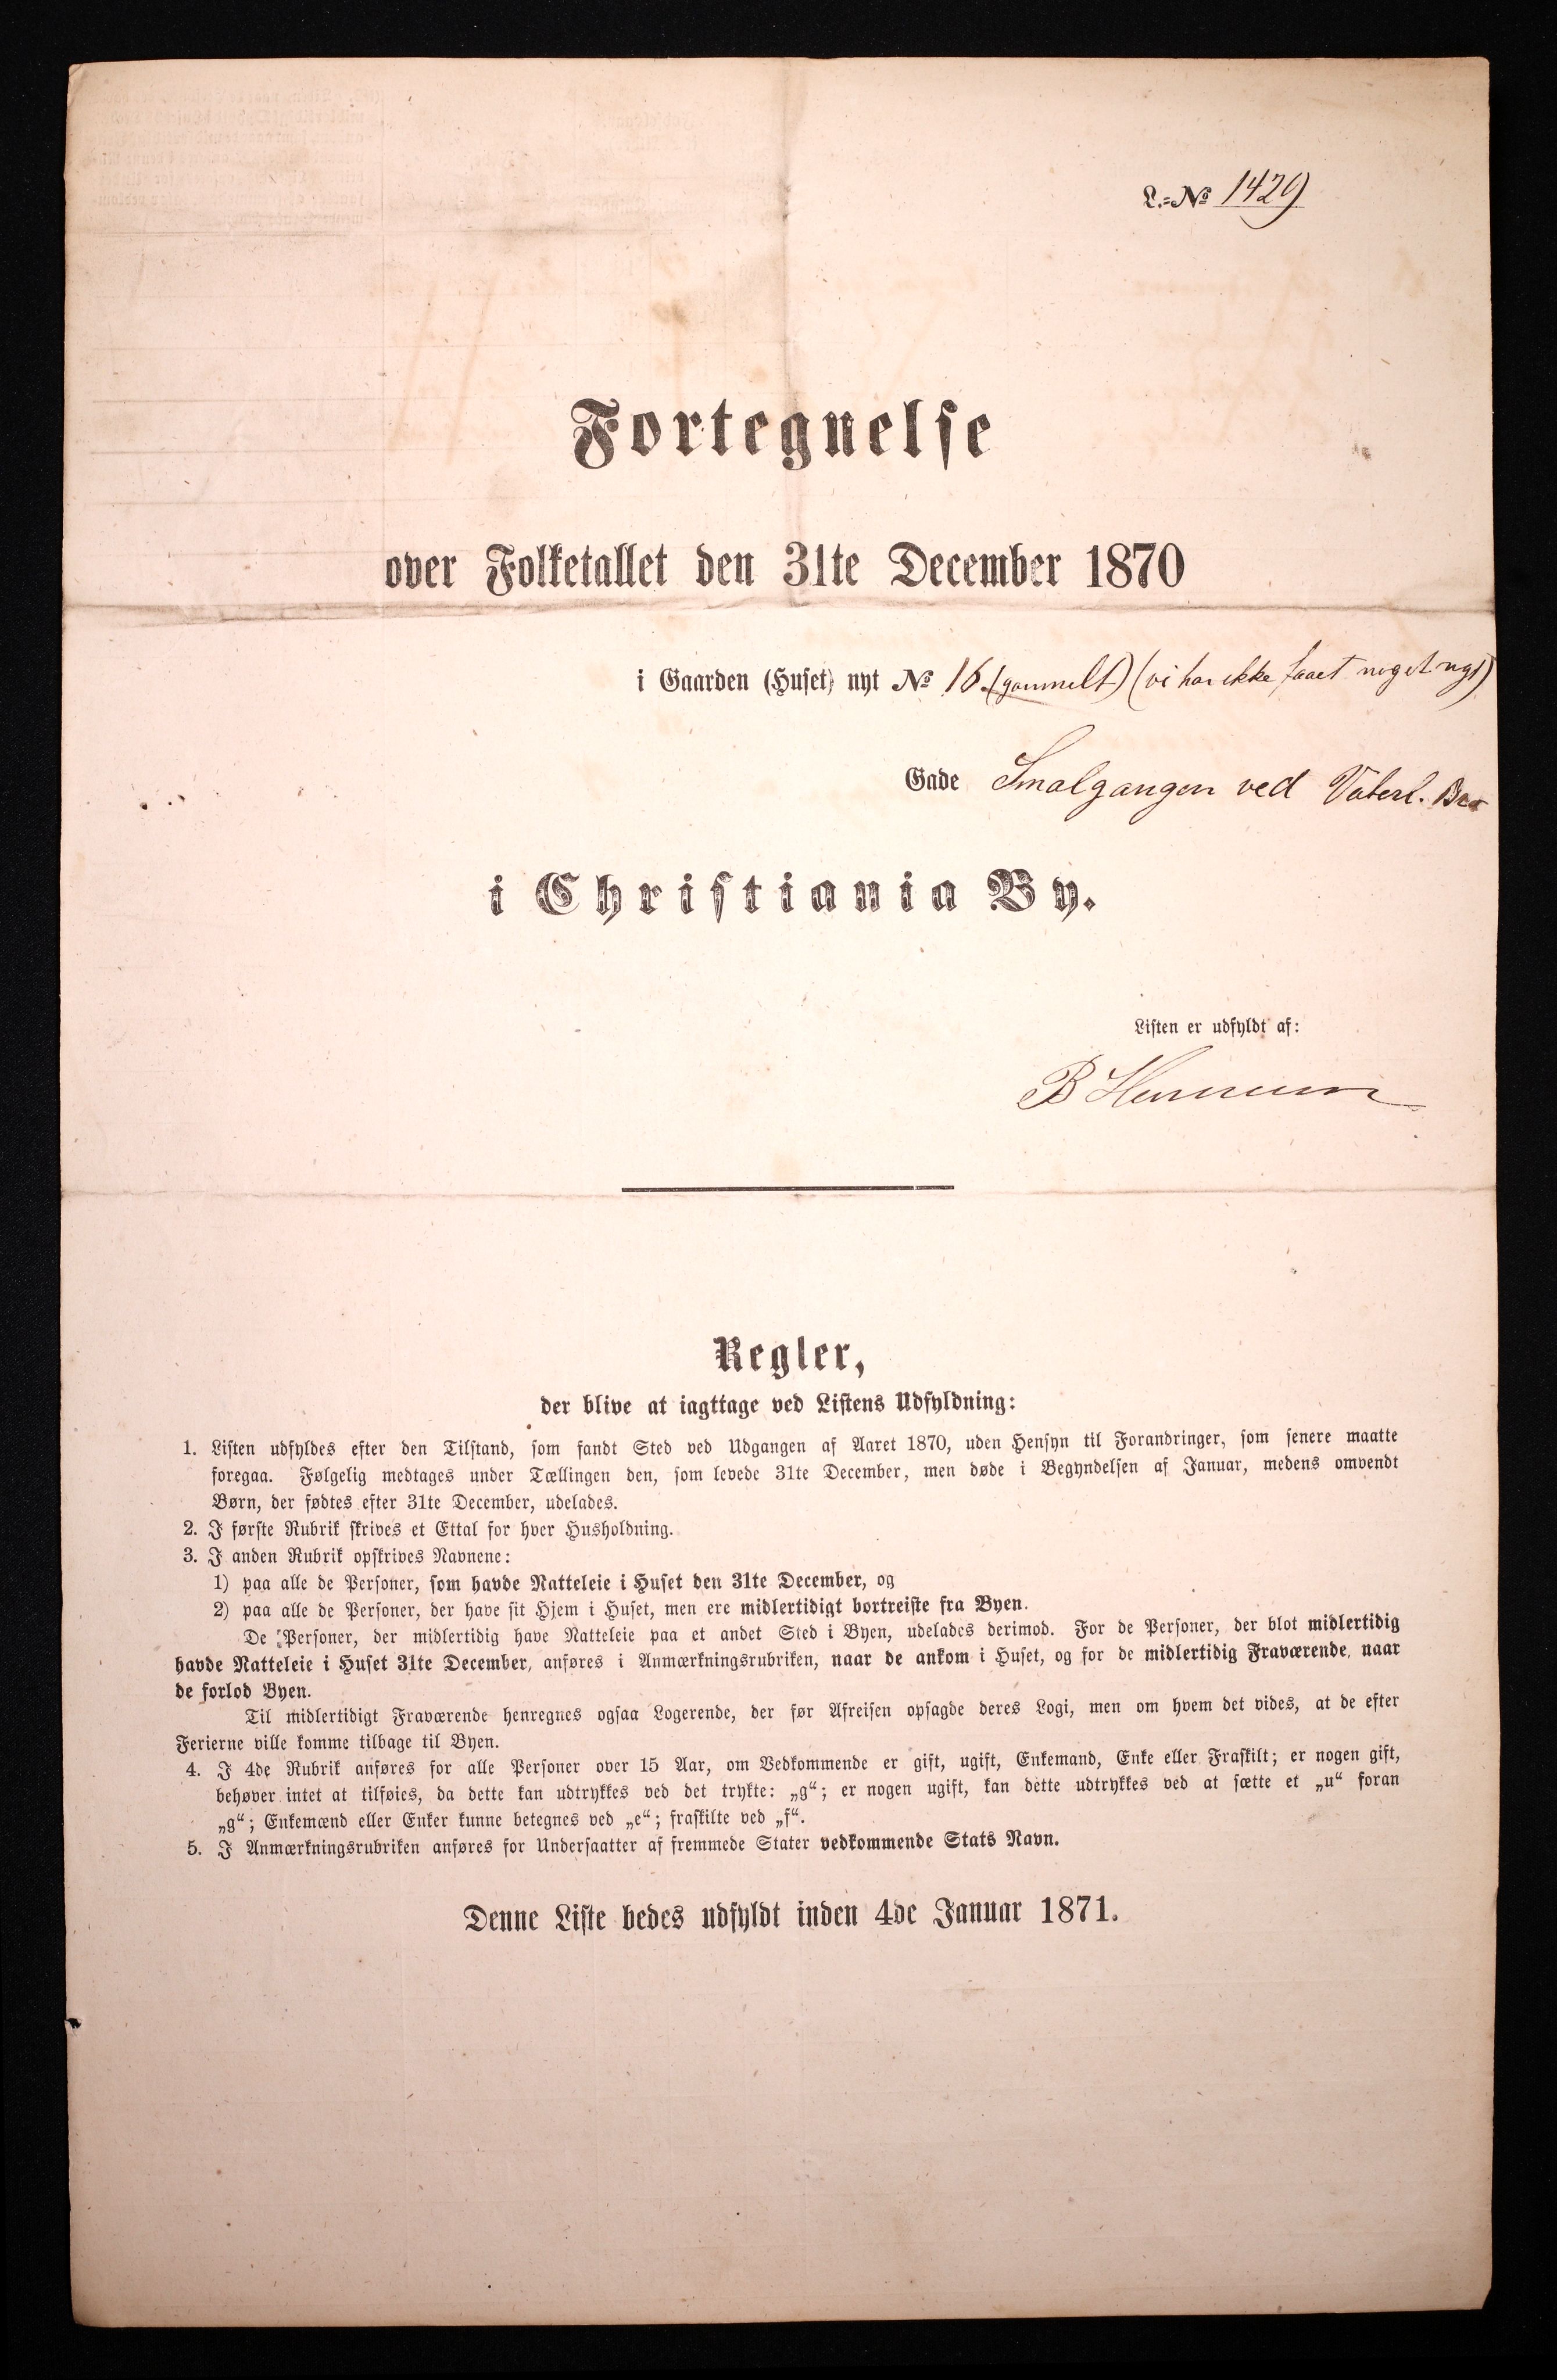 L.-№ 1429
Fortegnelse
over Folketallet den 31te December 1870
i Gaarden (Huset) nyt № 16 (gammelt) (vi har ikke faaet noget nyt)
Gade Smalgangen ved Vaterl. Bro
i Christiania By.
Listen er udfyldt af:
B
Regler,
der blive at iagttage ved Listens Udfyldning:
1. Listen udfyldes efter den Tilstand, som fandt Sted ved Udgangen af Aaret 1870, uden Hensyn til Forandringer, som senere maatte
foregaa. Følgelig medtages under Tællingen den, som levede 31te December, men døde i Begyndelsen af Januar, medens omvendt
Børn, der fødtes efter 31te December, udelades.
2. I første Rubrik skrives et Ettal for hver Husholdning.
3. I anden Rubrik opskrives Navnene:
1) paa alle de Personer, som havde Natteleie i Huset den 31te December, og
2) paa alle de Personer, der have sit Hjem i Huset, men ere midlertidigt bortreiste fra Byen.
De Personer, der midlertidig have Natteleie paa et andet Sted i Byen, udelades derimod. For de Personer, der blot midlertidig
havde Natteleie i Huset 31te December, anføres i Anmærkningsrubriken, naar de ankom i Huset, og for de midlertidig Fraværende, naar
de forlod Byen.
Til midlertidigt Fraværende henregnes ogsaa Logerende, der før Afreisen opsagde deres Logi, men om hvem det vides, at de efter
Ferierne ville komme tilbage til Byen.
4. I 4de Rubrik anføres for alle Personer over 15 Aar, om Vedkommende er gift, ugift, Enkemand, Enke eller Fraskilt; er nogen gift,
behøver intet at tilføies, da dette kan udtrykkes ved det trykte: „g“; er nogen ugift, kan dette udtrykkes ved at sætte et „u“ foran
„g“; Enkemænd eller Enker kunne betegnes ved „e“; fraskilte ved „f“.
5. I Anmærkningsrubriken anføres for Undersaatter af fremmede Stater vedkommende Stats Navn.
Denne Liste bedes udfyldt inden 4de Januar 1871.